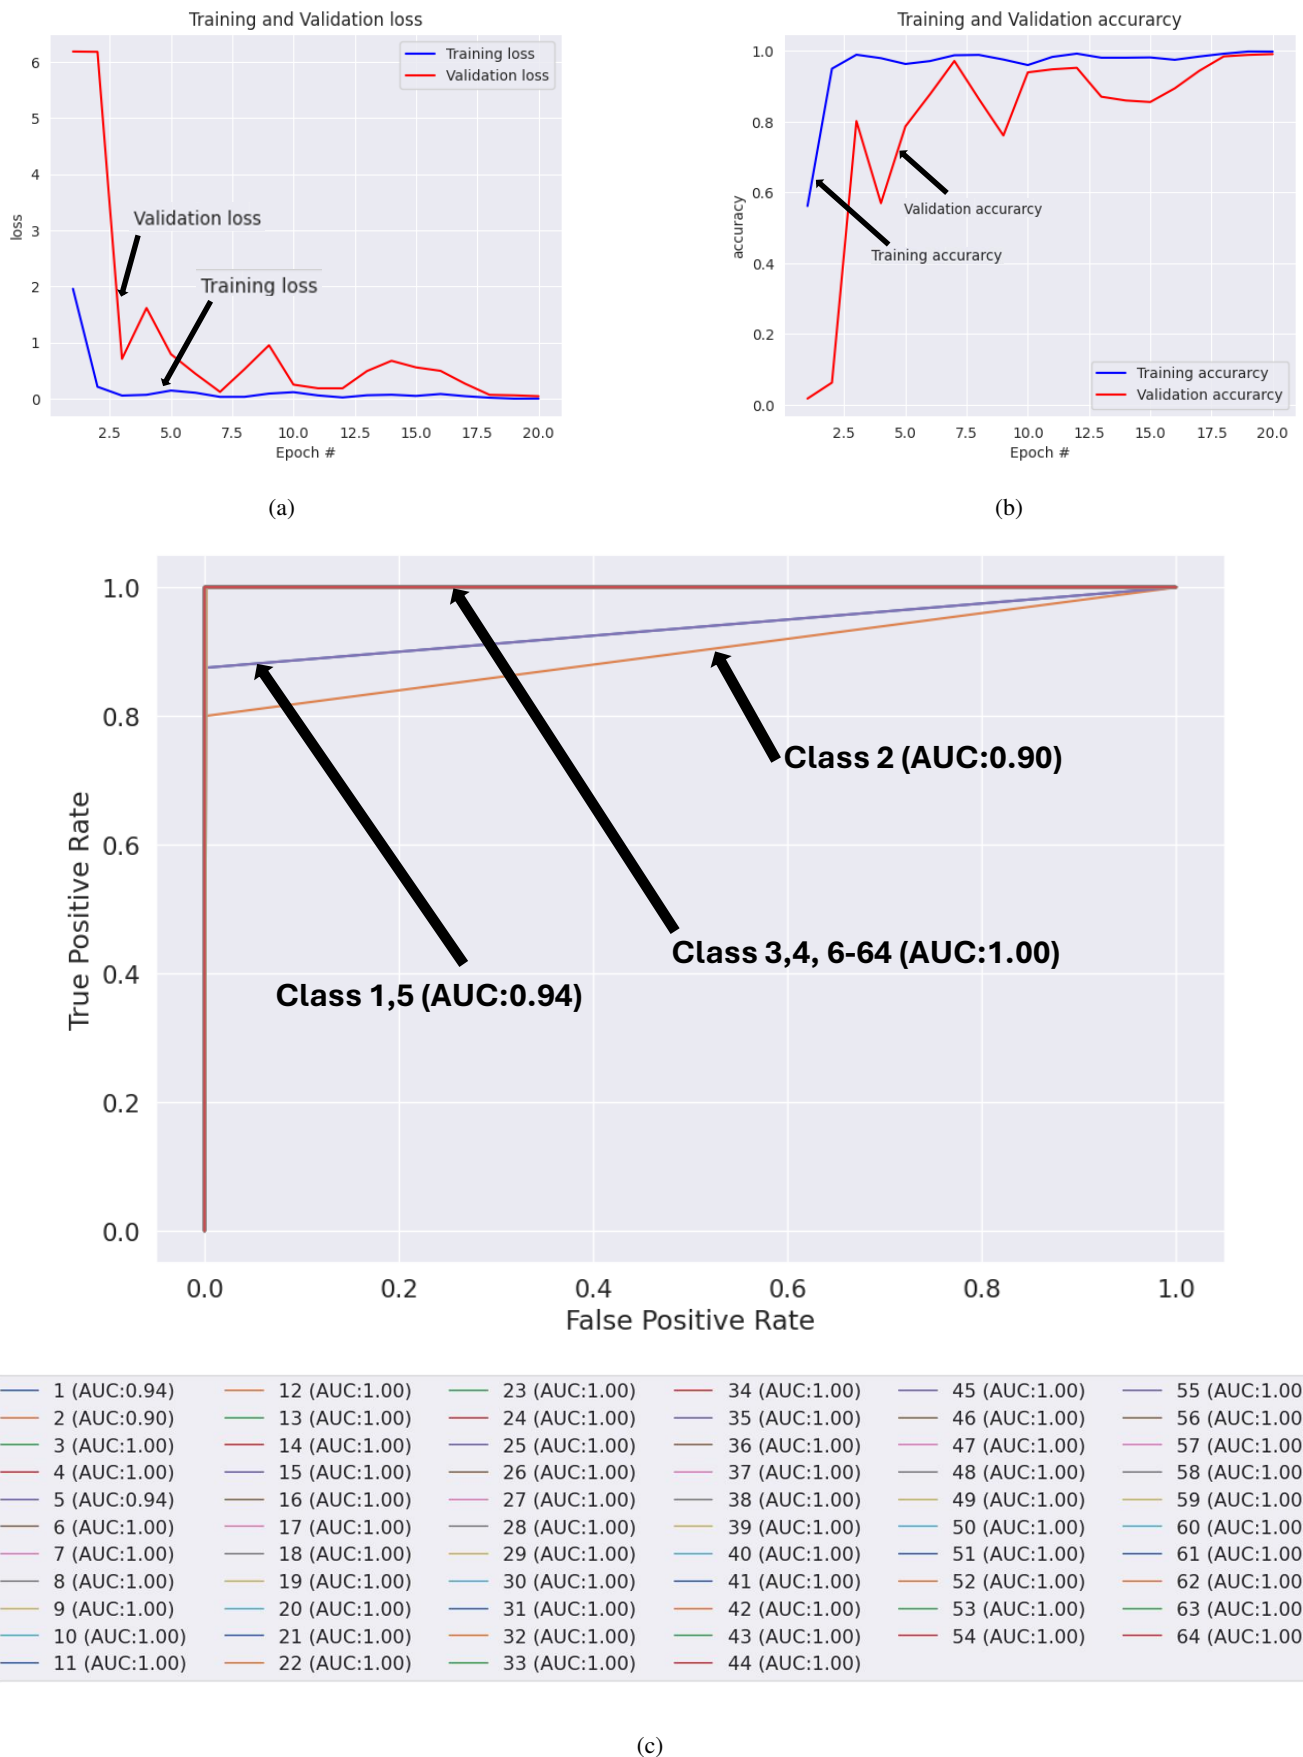 Training and Validation loss
Training loss
Validation loss
6
5
4
3
2
1
0
loss
Validation loss
Training loss
2.5 5.0 7.5 10.0 12.5 15.0 17.5 20.0
Epoch #
(a)
Training and Validation accurarcy
1.0
0.8
0.6
0.4
0.2
0.0
accuracy
Validation accurarcy
Training accurarcy
Training accurarcy
Validation accurarcy
2.5 5.0 7.5 10.0 12.5 15.0 17.5 20.0
Epoch #
(b)
1.0
0.8
0.6
0.4
0.2
0.0
True Positive Rate
Class 2 (AUC:0.90)
Class 3,4, 6-64 (AUC:1.00)
Class 1,5 (AUC:0.94)
0.0 0.2 0.4 0.6 0.8 1.0
False Positive Rate
1 (AUC:0.94) 12 (AUC:1.00) 23 (AUC:1.00) 34 (AUC:1.00) 45 (AUC:1.00) 55 (AUC:1.00
2 (AUC:0.90) 13 (AUC:1.00) 24 (AUC:1.00) 35 (AUC:1.00) 46 (AUC:1.00) 56 (AUC:1.00
3 (AUC:1.00) 14 (AUC:1.00) 25 (AUC:1.00) 36 (AUC:1.00) 47 (AUC:1.00) 57 (AUC:1.00
4 (AUC:1.00) 15 (AUC:1.00) 26 (AUC:1.00) 37 (AUC:1.00) 48 (AUC:1.00) 58 (AUC:1.00
5 (AUC:0.94) 16 (AUC:1.00) 27 (AUC:1.00) 38 (AUC:1.00) 49 (AUC:1.00) 59 (AUC:1.00
6 (AUC:1.00) 17 (AUC:1.00) 28 (AUC:1.00) 39 (AUC:1.00) 50 (AUC:1.00) 60 (AUC:1.00
7 (AUC:1.00) 18 (AUC:1.00) 29 (AUC:1.00) 40 (AUC:1.00) 51 (AUC:1.00) 61 (AUC:1.00
8 (AUC:1.00) 19 (AUC:1.00) 30 (AUC:1.00) 41 (AUC:1.00) 52 (AUC:1.00) 62 (AUC:1.00
9 (AUC:1.00) 20 (AUC:1.00) 31 (AUC:1.00) 42 (AUC:1.00) 53 (AUC:1.00) 63 (AUC:1.00
10 (AUC:1.00) 21 (AUC:1.00) 32 (AUC:1.00) 43 (AUC:1.00) 54 (AUC:1.00) 64 (AUC:1.00
11 (AUC:1.00) 22 (AUC:1.00) 33 (AUC:1.00) 44 (AUC:1.00)
(c)